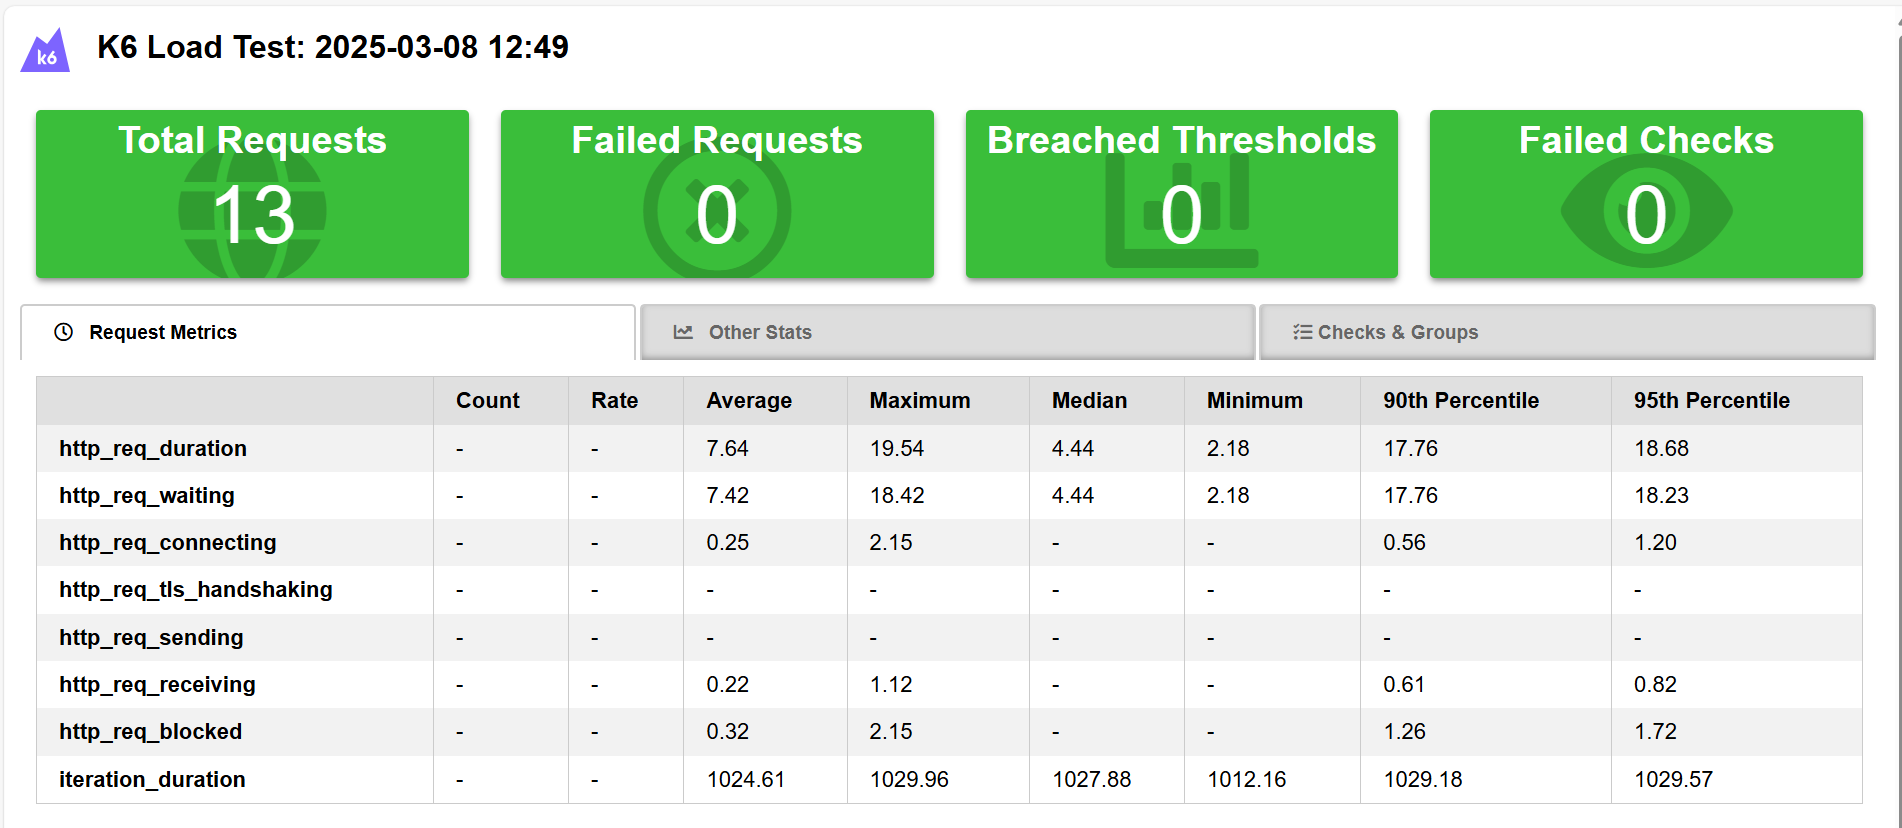 k6 K6 Load Test: 2025-03-08 12:49
Total Requests Failed Requests Breached Thresholds Failed Checks
13 0 0 0
Request Metrics Other Stats Checks & Groups
Count Rate Average Maximum Median Minimum 90th Percentile 95th Percentile
http_req_duration - - 7.64 19.54 4.44 2.18 17.76 18.68
http_req_waiting - - 7.42 18.42 4.44 2.18 17.76 18.23
http_req_connecting - - 0.25 2.15 - - 0.56 1.20
http_req_tls_handshaking - - - - - - - -
http_req_sending - - - - - - - -
http_req_receiving - - 0.22 1.12 - - 0.61 0.82
http_req_blocked - - 0.32 2.15 - - 1.26 1.72
iteration_duration - - 1024.61 1029.96 1027.88 1012.16 1029.18 1029.57